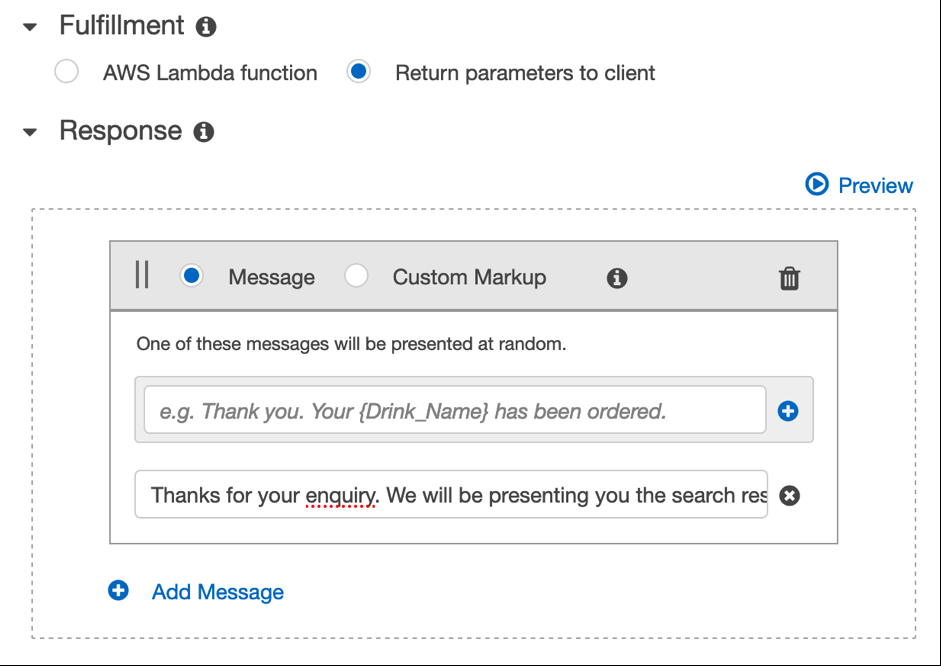 Fulfillment
AWS Lambda function Return parameters to client
Response
Preview
Message Custom Markup
One of these messages will be presented at random.
e.g. Thank you. Your {Drink_Name} has been ordered.
Thanks for your enquiry. We will be presenting you the search res
Add Message